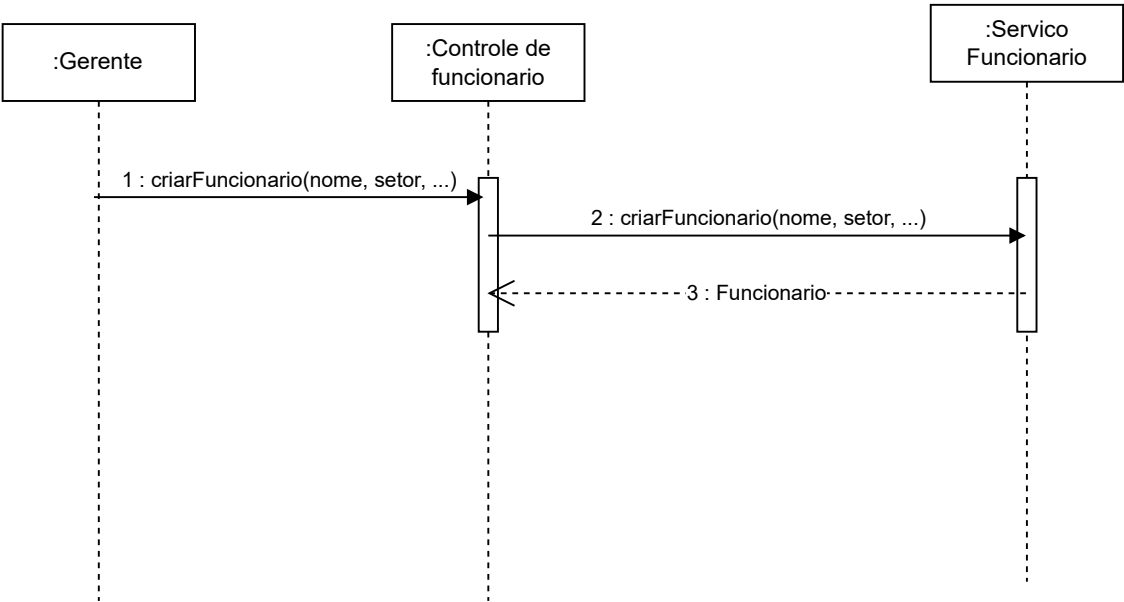 :Gerente
:Controle de
funcionario
:Servico
Funcionario
1 : criarFuncionario(nome, setor, ...)
2 : criarFuncionario(nome, setor, ...)
3 : Funcionario